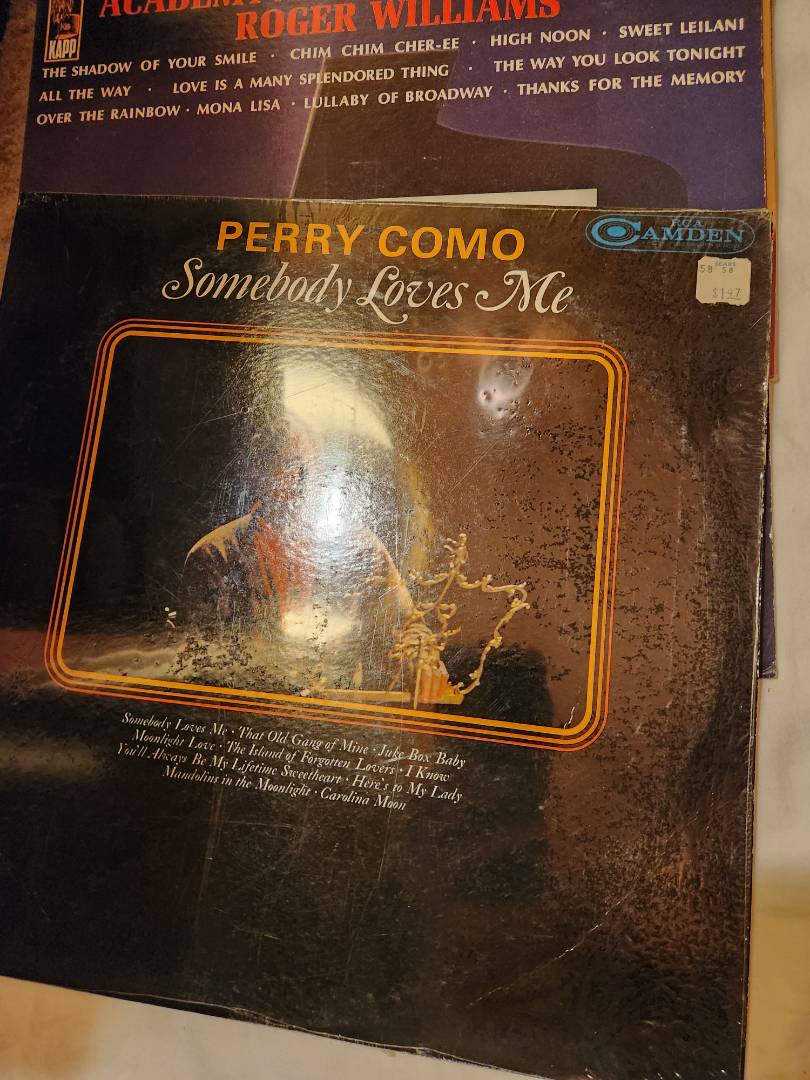 ROGER WILLIAMS
KAPP
THE SHADOW OF YOUR SMILE · CHIM CHIM CHER-EE · HIGH NOON · SWEET LEILANI
ALL THE WAY · LOVE IS A MANY SPLENDORED THING · THE WAY YOU LOOK TONIGHT
OVER THE RAINBOW · MONA LISA · LULLABY OF BROADWAY · THANKS FOR THE MEMORY
PERRY COMO
RCA
CAMDEN
Somebody Loves Me
SEARS
58 58
$1.97
Somebody Loves Me · That Old Gang of Mine · Juke Box Baby
Moonlight Love · The Island of Forgotten Lovers · I Know
You'll Always Be My Lifetime Sweetheart · Here's to My Lady
Mandolins in the Moonlight · Carolina Moon